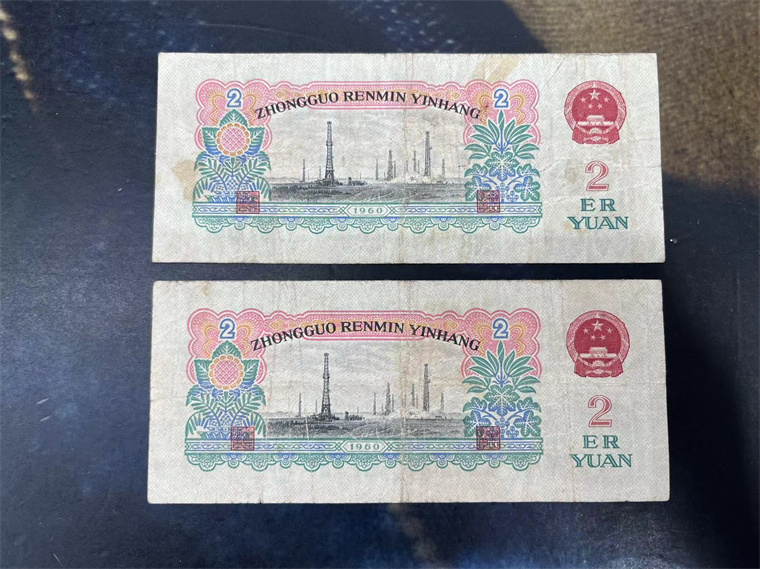 2 2
ZHONGGUO RENMIN YINHANG
2
ER
YUAN
1960
2 2
ZHONGGUO RENMIN YINHANG
2
ER
YUAN
1960